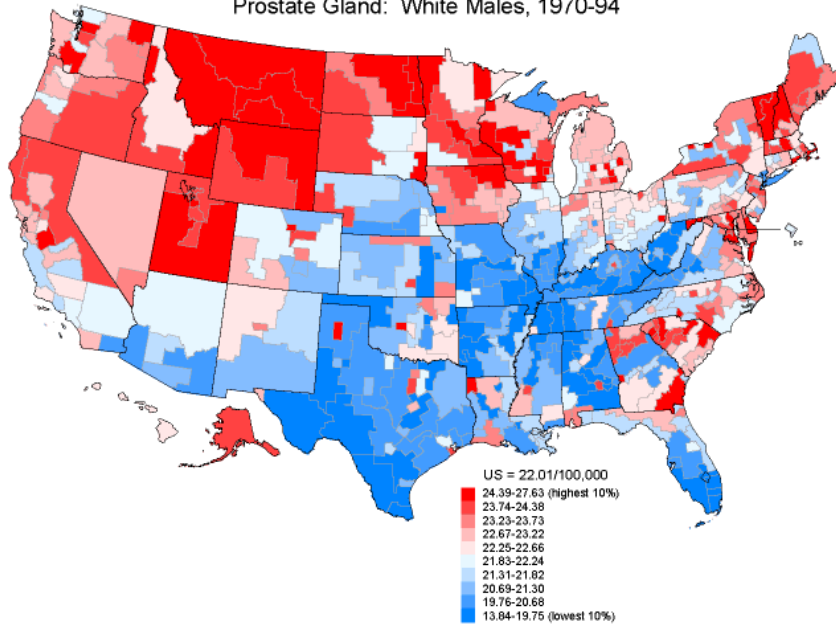 Prostate Gland: White Males, 1970-94
US = 22.01/100,000
24.39-27.63 (highest 10%)
23.74-24.38
23.23-23.73
22.67-23.22
22.25-22.66
21.83-22.24
21.31-21.82
20.69-21.30
19.76-20.68
13.84-19.75 (lowest 10%)